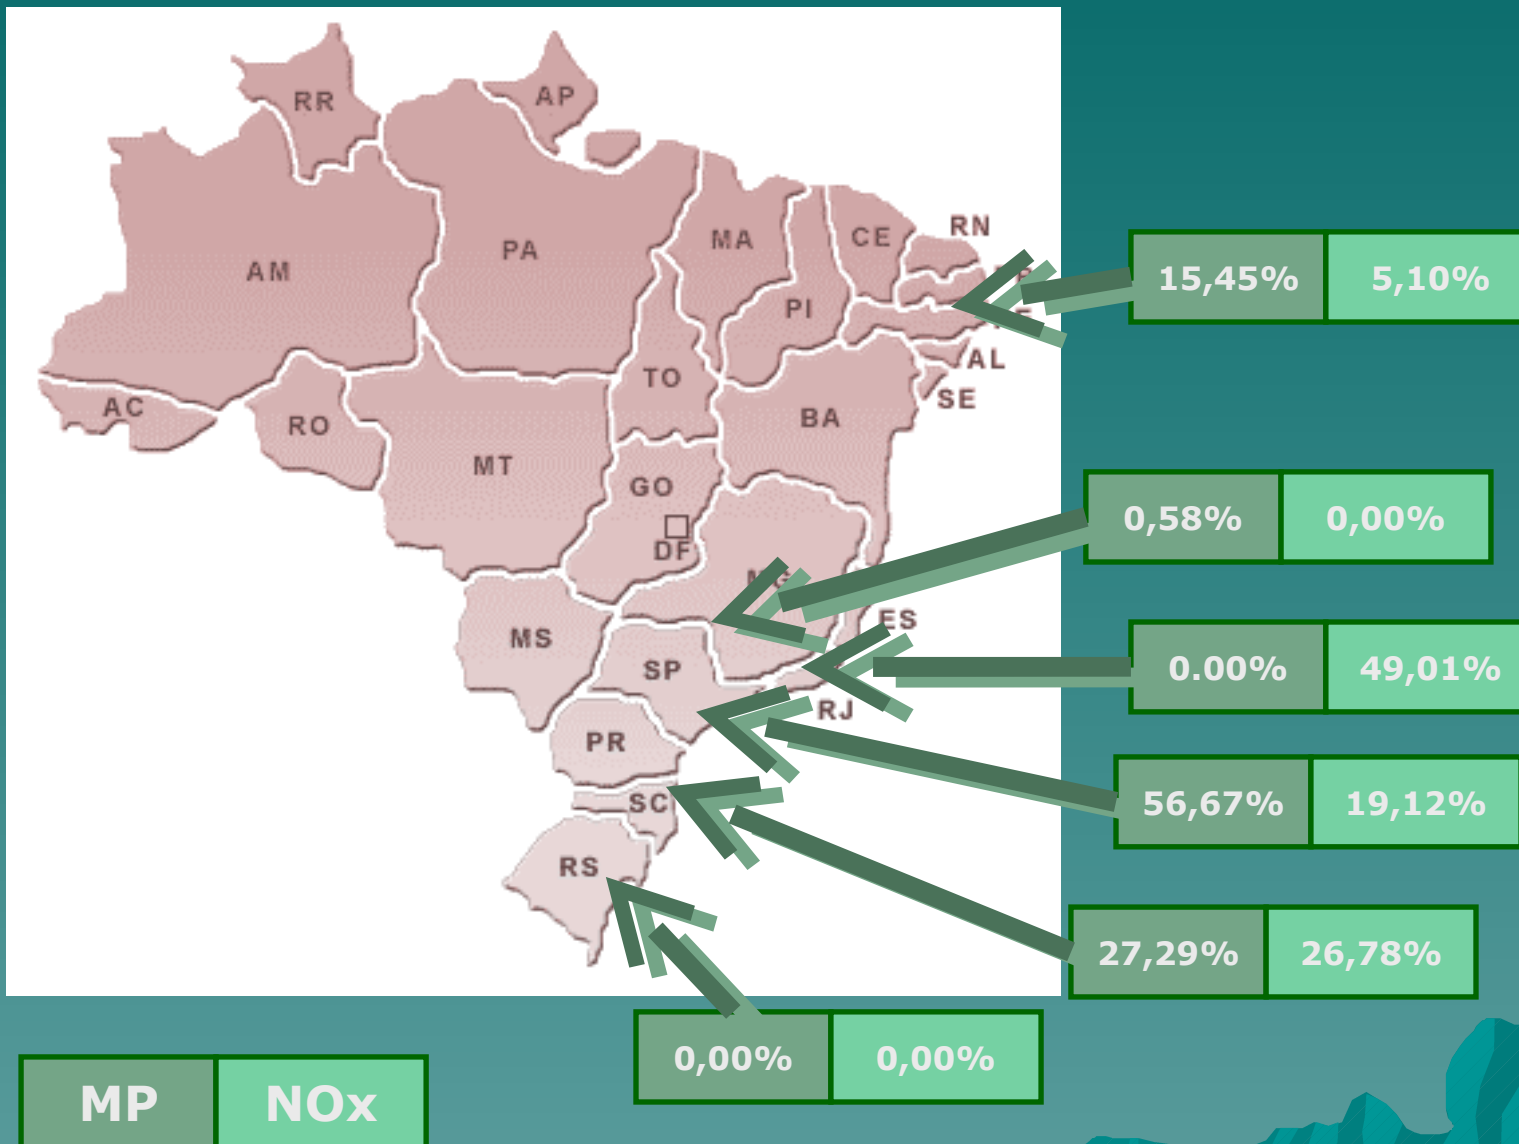 RR
AP
RN
MA
CE
PA
AM
15,45% 5,10%
PI
AL
TO
SE
AC
BA
RO
MT
GO
0,58% 0,00%
DF
ES
MS
SP
0.00% 49,01%
RJ
PR
56,67% 19,12%
SC
RS
27,29% 26,78%
0,00% 0,00%
MP NOx